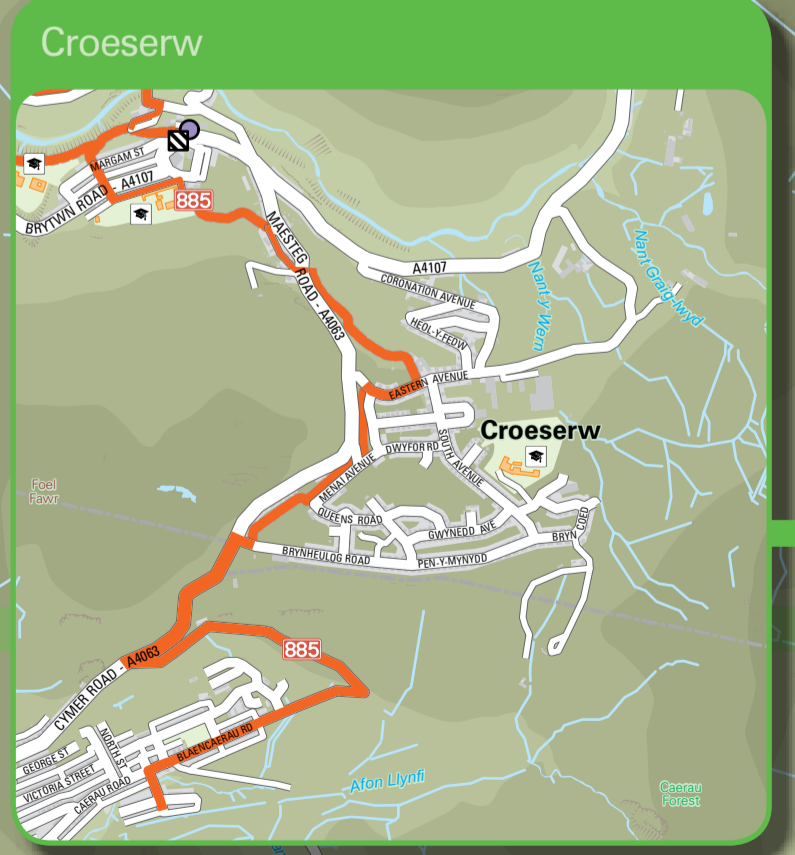 Croeserw
MARGAM ST
BRYTWN ROAD - A4107
885
MAESTEG ROAD - A4063
A4107
CORONATION AVENUE
HEOL-Y-FEDW
Nant y Wern
Nant Graig-lwyd
EASTERN AVENUE
Croeserw
DWYFOR RD
SOUTH AVENUE
MENAI AVENUE
Foel
Fawr
QUEENS ROAD
GWYNEDD AVE
BRYN COED
BRYNHEULOG ROAD
PEN-Y-MYNYDD
885
CYMER ROAD - A4063
BLAENCAERAU RD
NORTH ST
GEORGE ST
VICTORIA STREET
CAERAU ROAD
Afon Llynfi
Caerau
Forest